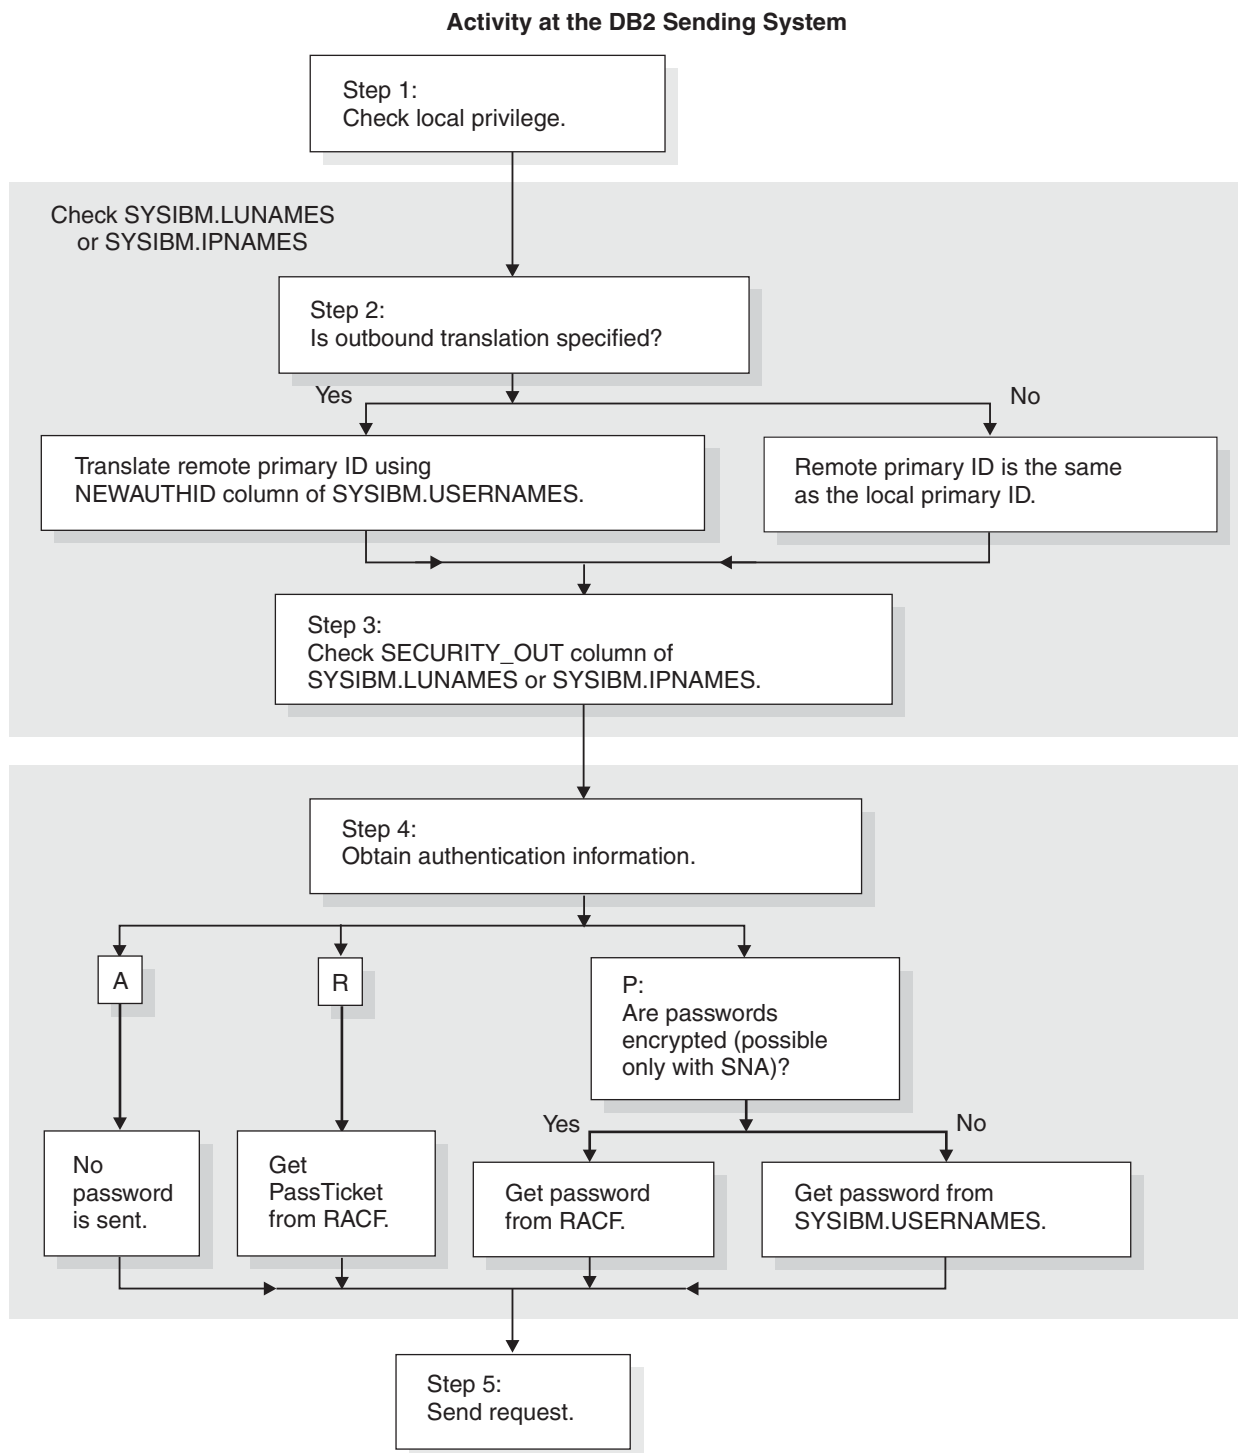 Activity at the DB2 Sending System
Step 1:
Check local privilege.
Check SYSIBM.LUNAMES
or SYSIBM.IPNAMES
Step 2:
Is outbound translation specified?
Yes
No
Translate remote primary ID using
NEWAUTHID column of SYSIBM.USERNAMES.
Remote primary ID is the same
as the local primary ID.
Step 3:
Check SECURITY_OUT column of
SYSIBM.LUNAMES or SYSIBM.IPNAMES.
Step 4:
Obtain authentication information.
A
R
P:
Are passwords
encrypted (possible
only with SNA)?
Yes
No
No
password
is sent.
Get
PassTicket
from RACF.
Get password
from RACF.
Get password from
SYSIBM.USERNAMES.
Step 5:
Send request.